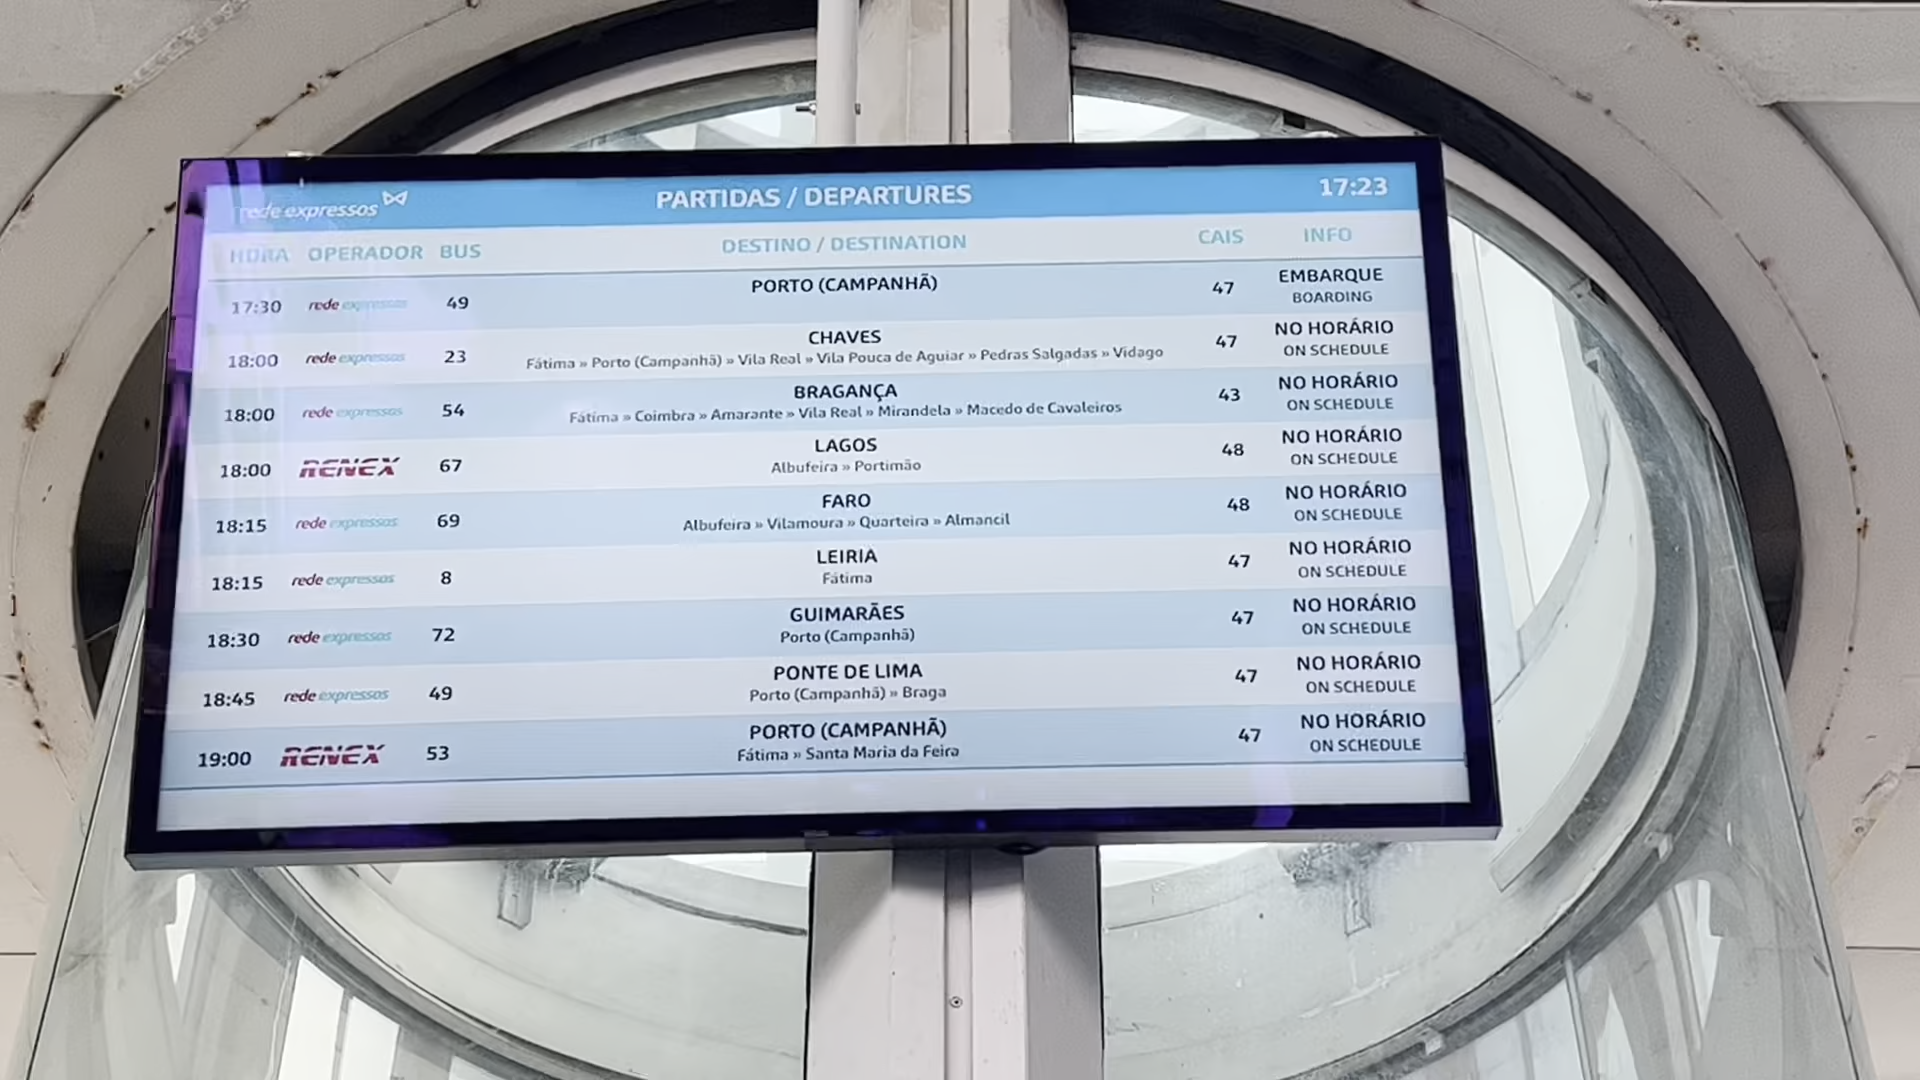 rede expressos PARTIDAS / DEPARTURES 17:23
HORA OPERADOR BUS DESTINO / DESTINATION CAIS INFO
17:30 rede expressos 49 PORTO (CAMPANHÃ) 47 EMBARQUE
BOARDING
18:00 rede expressos 23 CHAVES 47 NO HORÁRIO
Fátima » Porto (Campanhã) » Vila Real » Vila Pouca de Aguiar » Pedras Salgadas » Vidago ON SCHEDULE
18:00 rede expressos 54 BRAGANÇA 43 NO HORÁRIO
Fátima » Coimbra » Amarante » Vila Real » Mirandela » Macedo de Cavaleiros ON SCHEDULE
18:00 RENEX 67 LAGOS 48 NO HORÁRIO
Albufeira » Portimão ON SCHEDULE
18:15 rede expressos 69 FARO 48 NO HORÁRIO
Albufeira » Vilamoura » Quarteira » Almancil ON SCHEDULE
18:15 rede expressos 8 LEIRIA 47 NO HORÁRIO
Fátima ON SCHEDULE
18:30 rede expressos 72 GUIMARÃES 47 NO HORÁRIO
Porto (Campanhã) ON SCHEDULE
18:45 rede expressos 49 PONTE DE LIMA 47 NO HORÁRIO
Porto (Campanhã) » Braga ON SCHEDULE
19:00 RENEX 53 PORTO (CAMPANHÃ) 47 NO HORÁRIO
Fátima » Santa Maria da Feira ON SCHEDULE